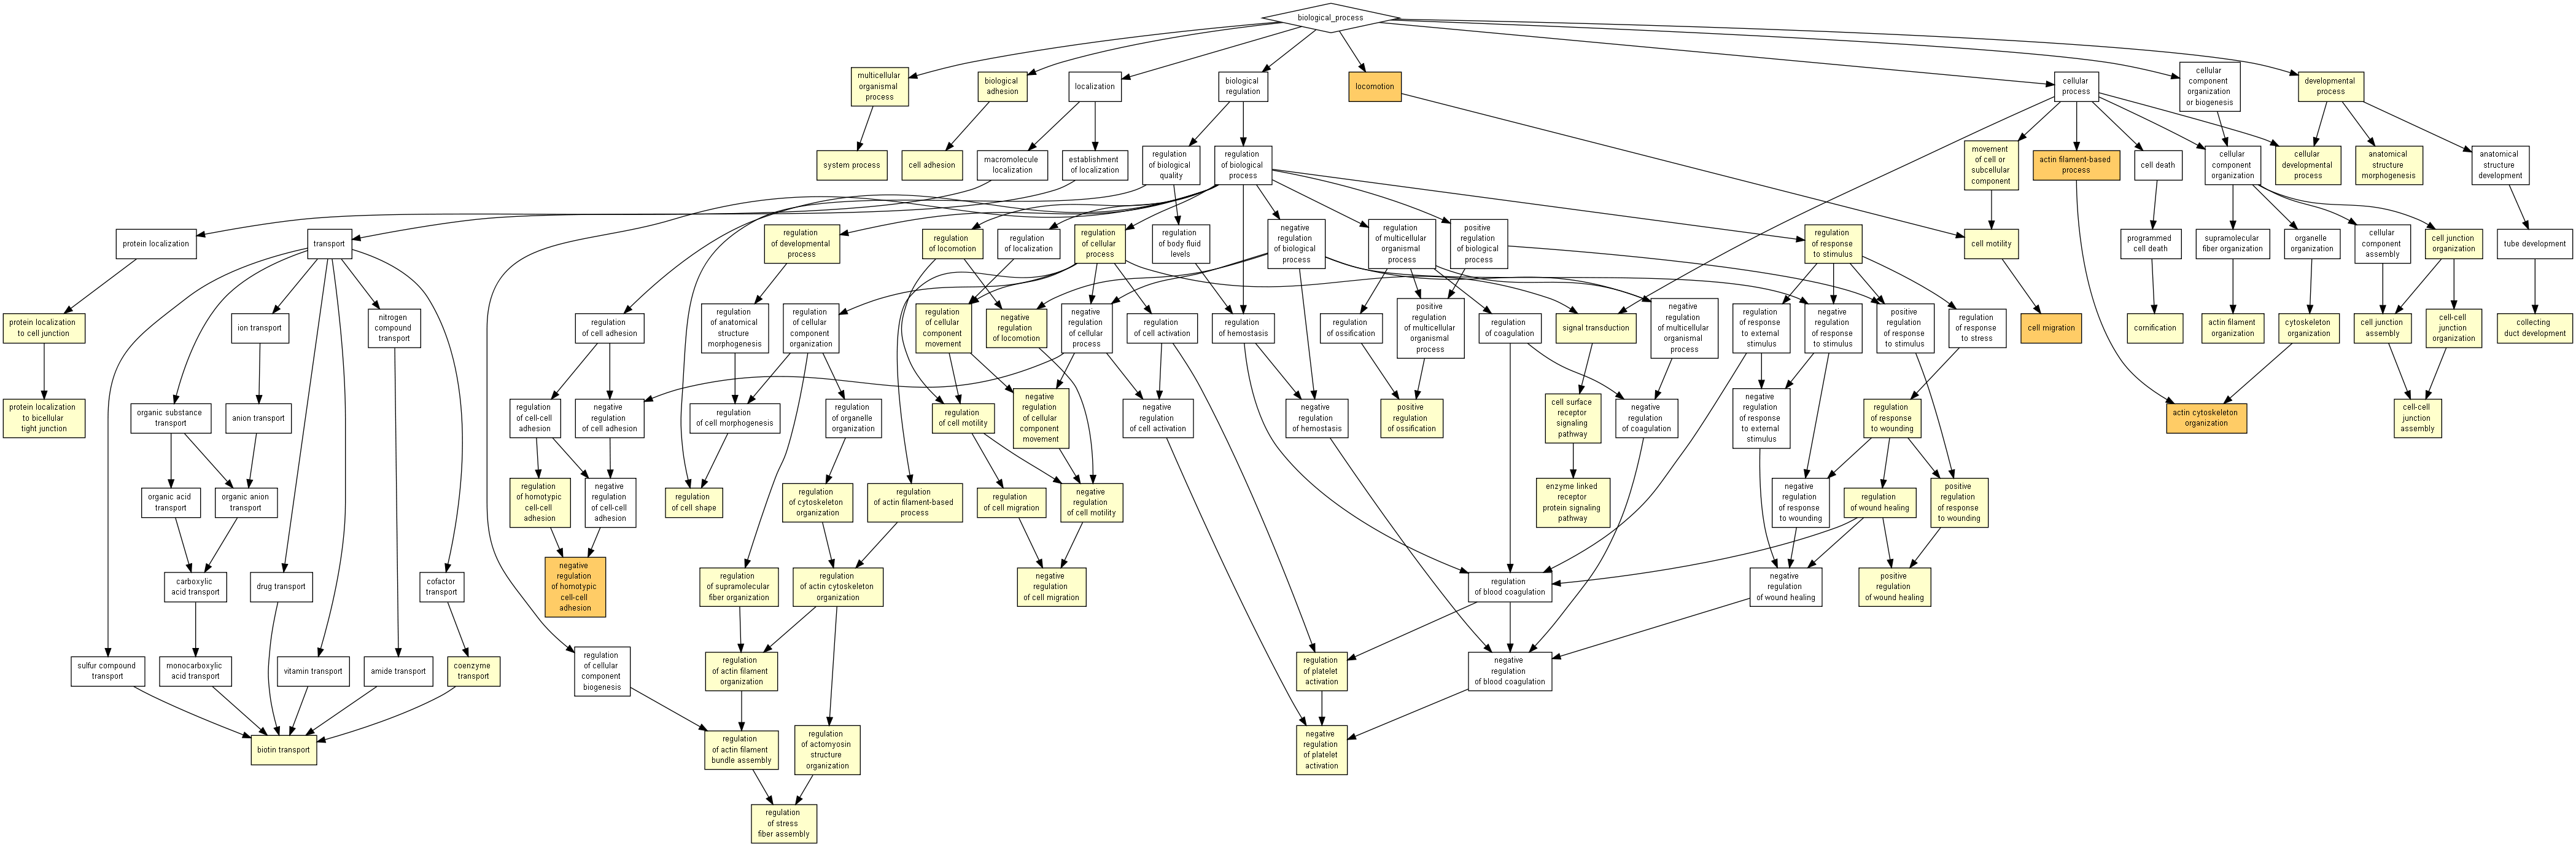 biological_process
multicellular
organismal
process
biological
adhesion
localization
biological
regulation
locomotion
cellular
process
cellular
component
organization
or biogenesis
developmental
process
system process
cell adhesion
macromolecule
localization
establishment
of localization
regulation
of biological
quality
regulation
of biological
process
movement
of cell or
subcellular
component
actin filament-based
process
cell death
cellular
component
organization
cellular
developmental
process
anatomical
structure
morphogenesis
anatomical
structure
development
protein localization
transport
regulation
of developmental
process
regulation
of locomotion
regulation
of localization
regulation
of cellular
process
regulation
of body fluid
levels
negative
regulation
of biological
process
regulation
of multicellular
organismal
process
positive
regulation
of biological
process
regulation
of response
to stimulus
cell motility
programmed
cell death
supramolecular
fiber organization
organelle
organization
cellular
component
assembly
cell junction
organization
tube development
protein localization
to cell junction
ion transport
nitrogen
compound
transport
regulation
of cell adhesion
regulation
of anatomical
structure
morphogenesis
regulation
of cellular
component
organization
regulation
of cellular
component
movement
negative
regulation
of locomotion
negative
regulation
of cellular
process
regulation
of cell activation
regulation
of hemostasis
regulation
of ossification
positive
regulation
of multicellular
organismal
process
regulation
of coagulation
signal transduction
negative
regulation
of multicellular
organismal
process
regulation
of response
to external
stimulus
negative
regulation
of response
to stimulus
positive
regulation
of response
to stimulus
regulation
of response
to stress
cell migration
cornification
actin filament
organization
cytoskeleton
organization
cell junction
assembly
cell-cell
junction
organization
collecting
duct development
protein localization
to bicellular
tight junction
organic substance
transport
anion transport
regulation
of cell-cell
adhesion
negative
regulation
of cell adhesion
regulation
of cell morphogenesis
regulation
of organelle
organization
regulation
of cell motility
negative
regulation
of cellular
component
movement
negative
regulation
of cell activation
negative
regulation
of hemostasis
positive
regulation
of ossification
cell surface
receptor
signaling
pathway
negative
regulation
of coagulation
negative
regulation
of response
to external
stimulus
regulation
of response
to wounding
actin cytoskeleton
organization
cell-cell
junction
assembly
organic acid
transport
organic anion
transport
regulation
of homotypic
cell-cell
adhesion
negative
regulation
of cell-cell
adhesion
regulation
of cell shape
regulation
of cytoskeleton
organization
regulation
of actin filament-based
process
regulation
of cell migration
negative
regulation
of cell motility
enzyme linked
receptor
protein signaling
pathway
negative
regulation
of response
to wounding
regulation
of wound healing
positive
regulation
of response
to wounding
carboxylic
acid transport
drug transport
cofactor
transport
negative
regulation
of homotypic
cell-cell
adhesion
regulation
of supramolecular
fiber organization
regulation
of actin cytoskeleton
organization
negative
regulation
of cell migration
regulation
of blood coagulation
negative
regulation
of wound healing
positive
regulation
of wound healing
sulfur compound
transport
monocarboxylic
acid transport
vitamin transport
amide transport
coenzyme
transport
regulation
of cellular
component
biogenesis
regulation
of actin filament
organization
regulation
of platelet
activation
negative
regulation
of blood coagulation
biotin transport
regulation
of actin filament
bundle assembly
regulation
of actomyosin
structure
organization
negative
regulation
of platelet
activation
regulation
of stress
fiber assembly